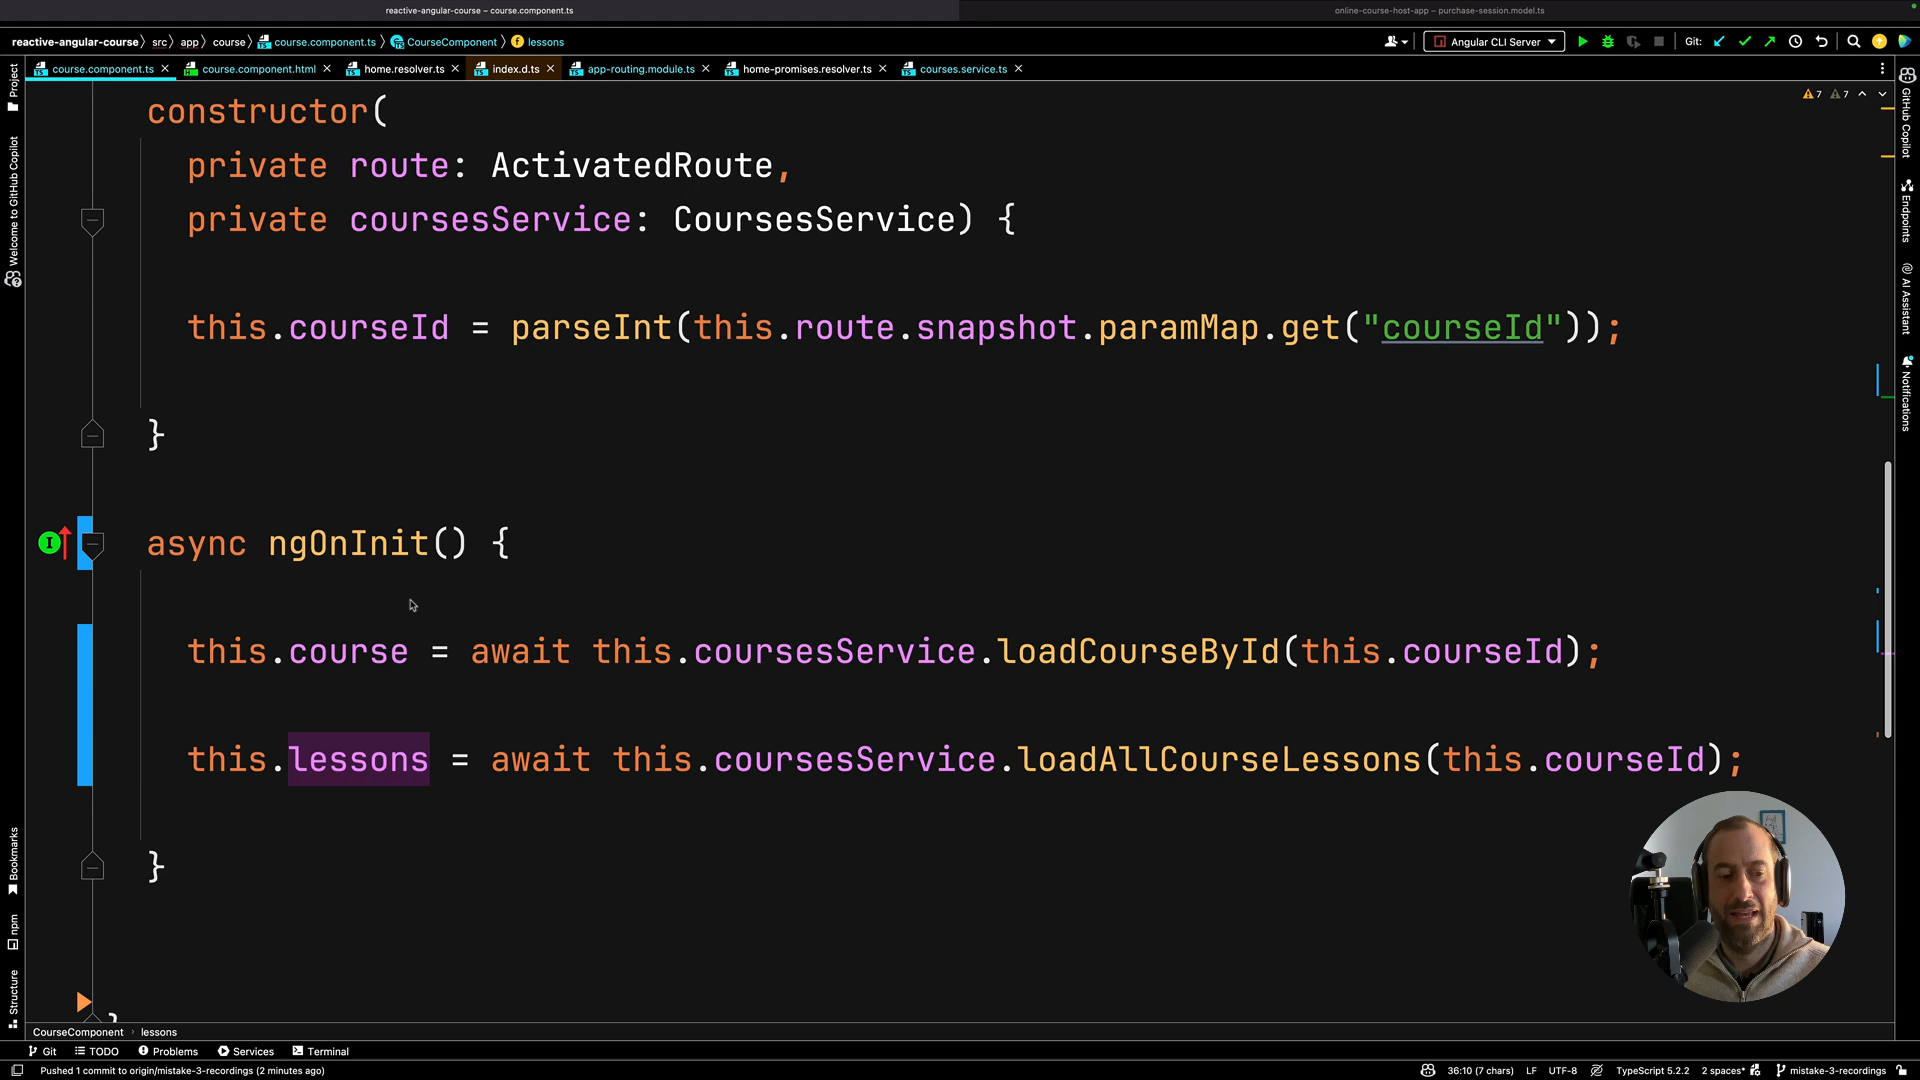 reactive-angular-course – course.component.ts
online-course-host-app – purchase-session.model.ts
reactive-angular-course src app course course.component.ts CourseComponent lessons
Angular CLI Server
Git:
course.component.ts
course.component.html
home.resolver.ts
index.d.ts
app-routing.module.ts
home-promises.resolver.ts
courses.service.ts
7 7
constructor(
private route: ActivatedRoute,
private coursesService: CoursesService) {
this.courseId = parseInt(this.route.snapshot.paramMap.get("courseId"));
}
async ngOnInit() {
this.course = await this.coursesService.loadCourseById(this.courseId);
this.lessons = await this.coursesService.loadAllCourseLessons(this.courseId);
}
}
Project
Welcome to GitHub Copilot
Bookmarks
npm
Structure
GitHub Copilot
Endpoints
AI Assistant
Notifications
CourseComponent lessons
Git
TODO
Problems
Services
Terminal
Pushed 1 commit to origin/mistake-3-recordings (2 minutes ago)
36:10 (7 chars) LF UTF-8 TypeScript 5.2.2 2 spaces* mistake-3-recordings